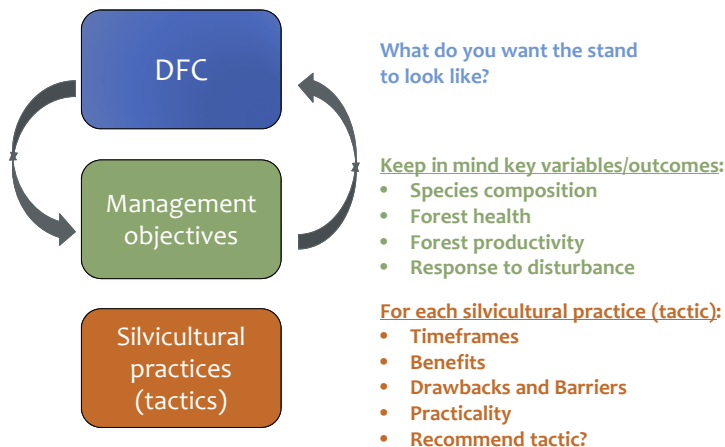 DFC
What do you want the stand
to look like?
Management
objectives
Keep in mind key variables/outcomes:
• Species composition
• Forest health
• Forest productivity
• Response to disturbance
Silvicultural
practices
(tactics)
For each silvicultural practice (tactic):
• Timeframes
• Benefits
• Drawbacks and Barriers
• Practicality
• Recommend tactic?